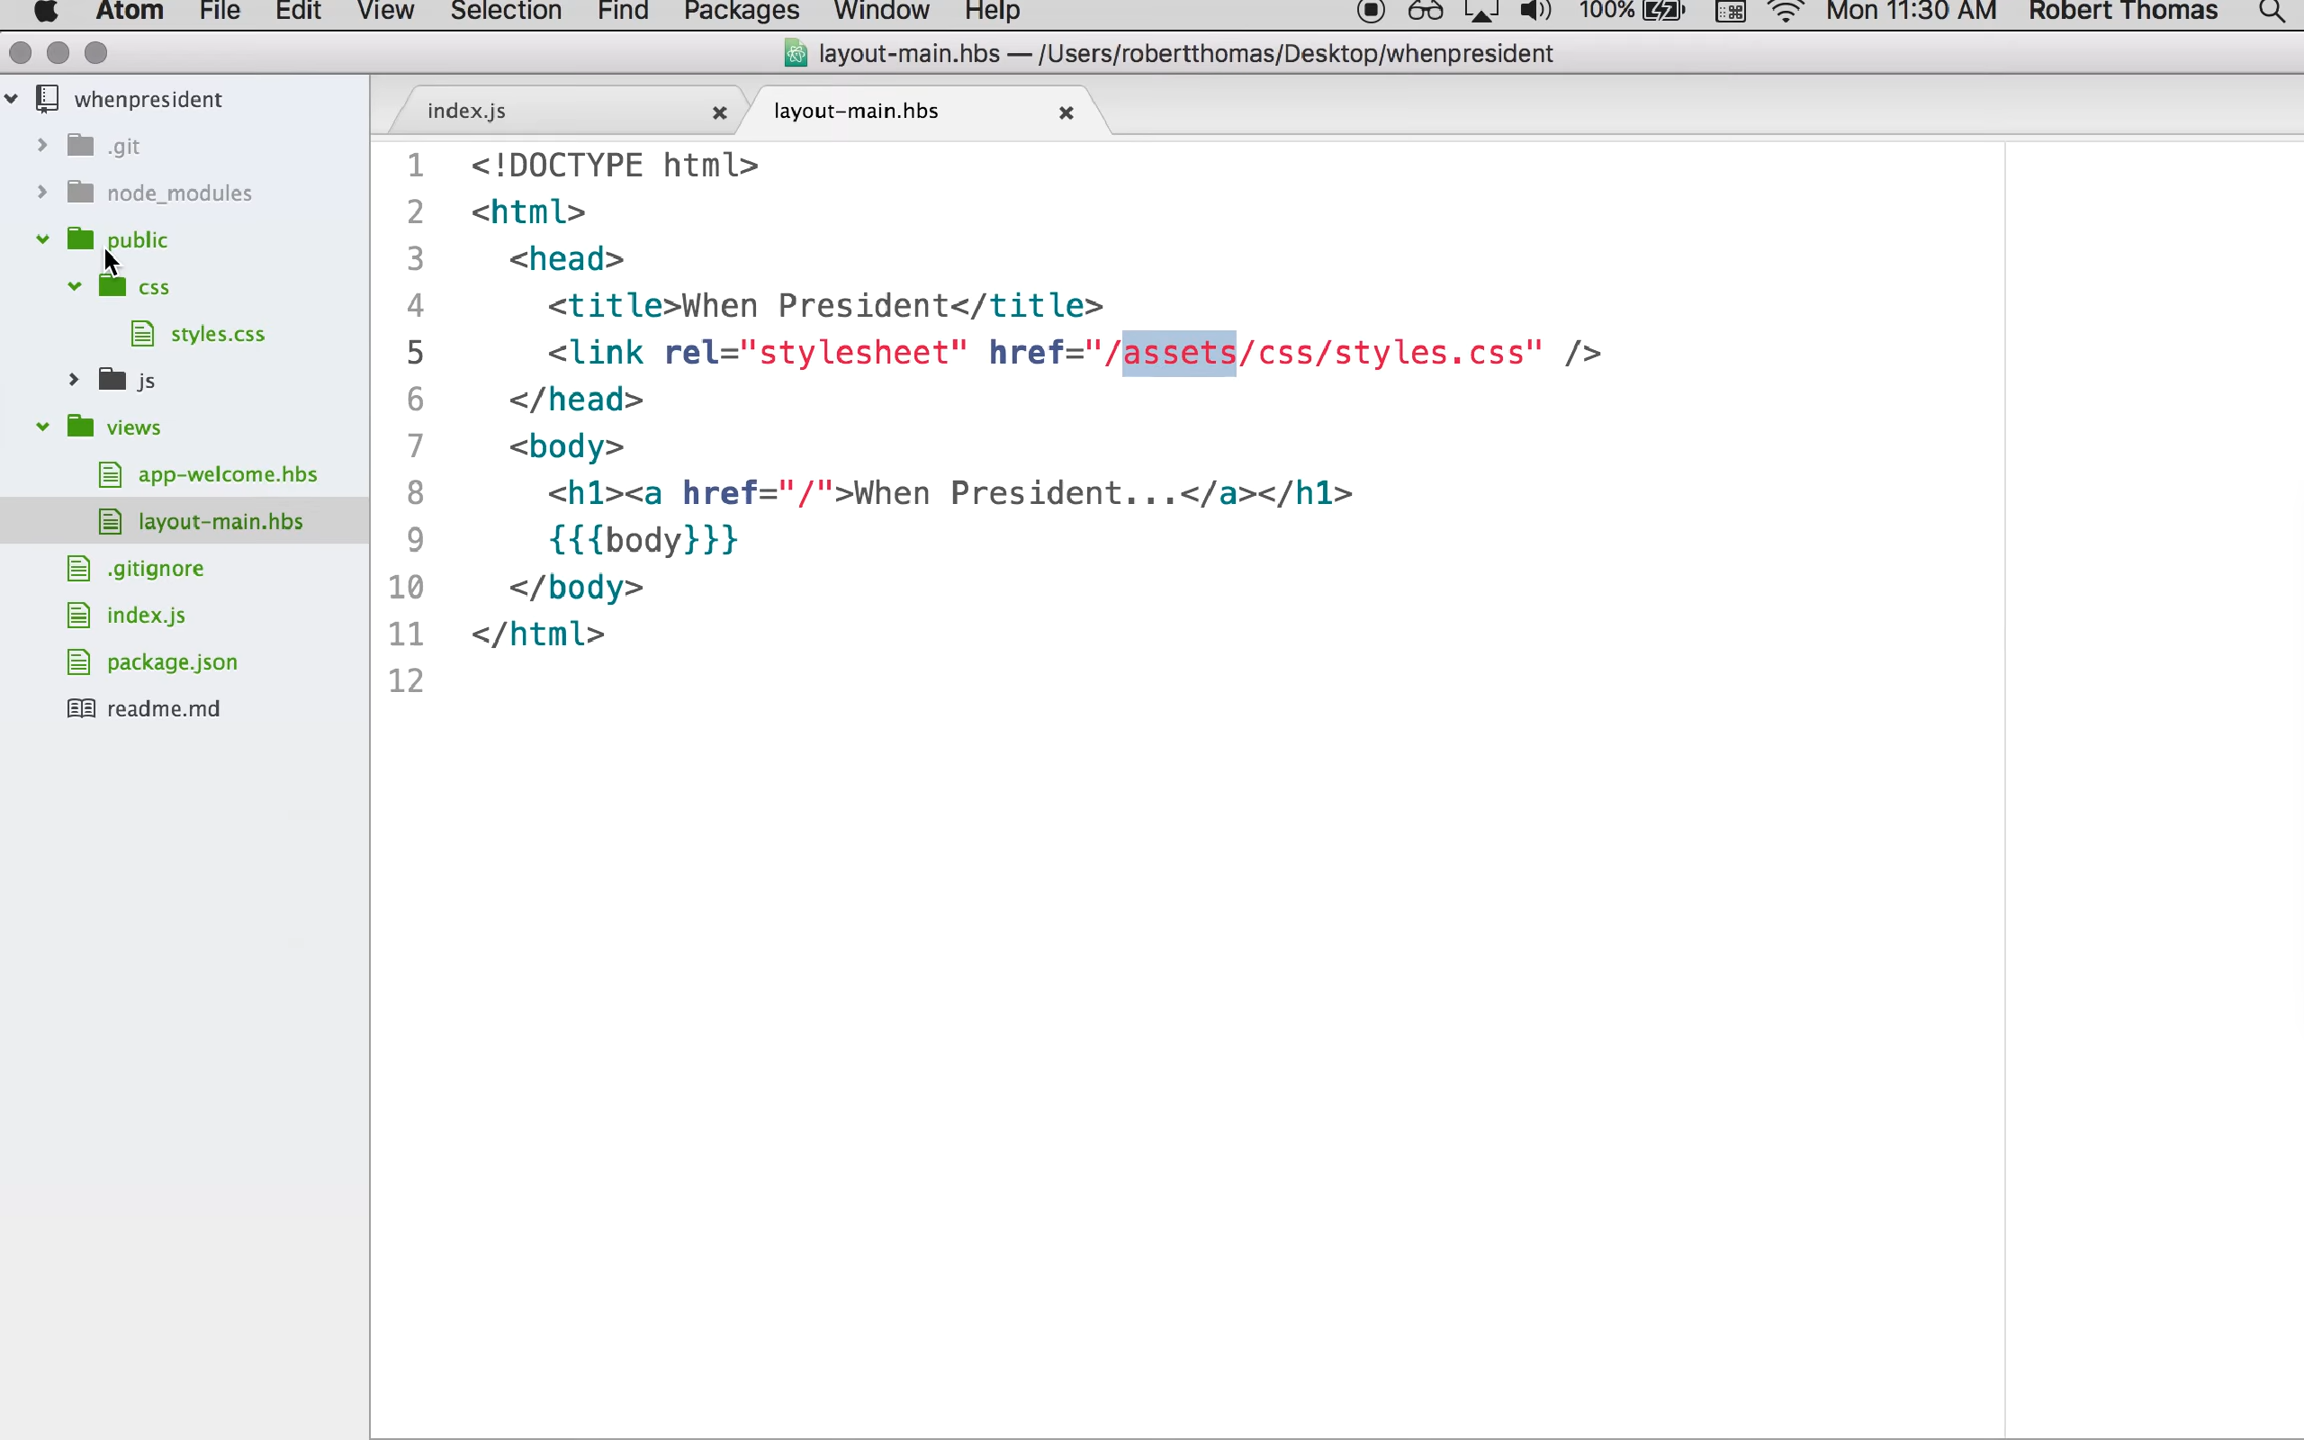 Atom File Edit View Selection Find Packages Window Help 100% Mon 11:30 AM Robert Thomas
layout-main.hbs — /Users/robertthomas/Desktop/whenpresident
whenpresident
.git
node_modules
public
css
styles.css
js
views
app-welcome.hbs
layout-main.hbs
.gitignore
index.js
package.json
readme.md
index.js layout-main.hbs
1 <!DOCTYPE html>
2 <html>
3 <head>
4 <title>When President</title>
5 <link rel="stylesheet" href="/assets/css/styles.css" />
6 </head>
7 <body>
8 <h1><a href="/">When President...</a></h1>
9 {{{body}}}
10 </body>
11 </html>
12